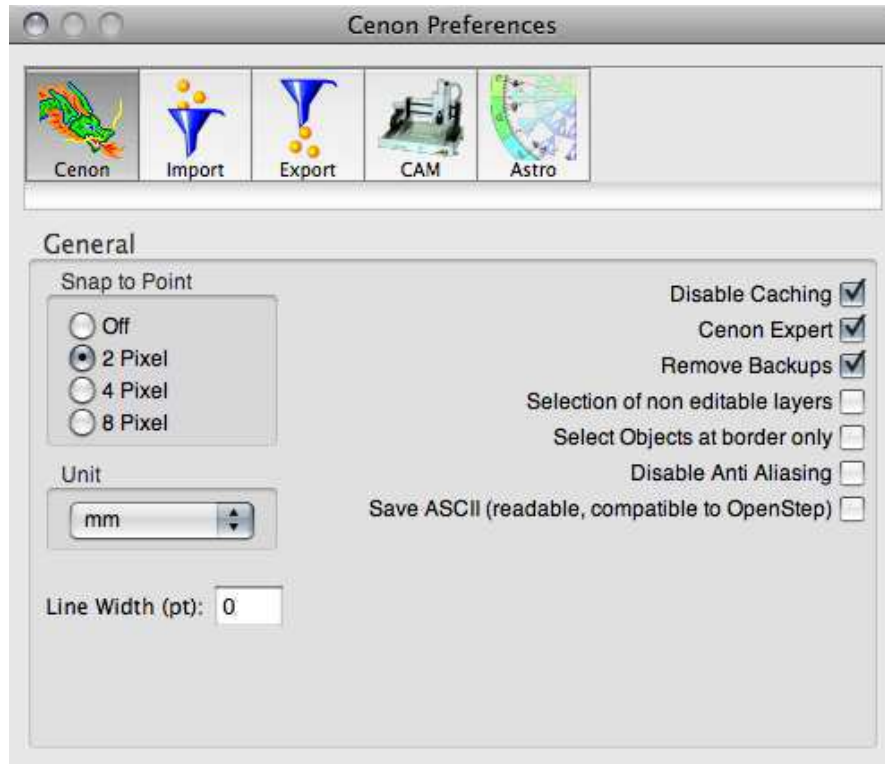 Cenon Preferences
Cenon Import Export CAM Astro
General
Snap to Point
Off
2 Pixel
4 Pixel
8 Pixel
Unit
mm
Line Width (pt): 0
Disable Caching
Cenon Expert
Remove Backups
Selection of non editable layers
Select Objects at border only
Disable Anti Aliasing
Save ASCII (readable, compatible to OpenStep)